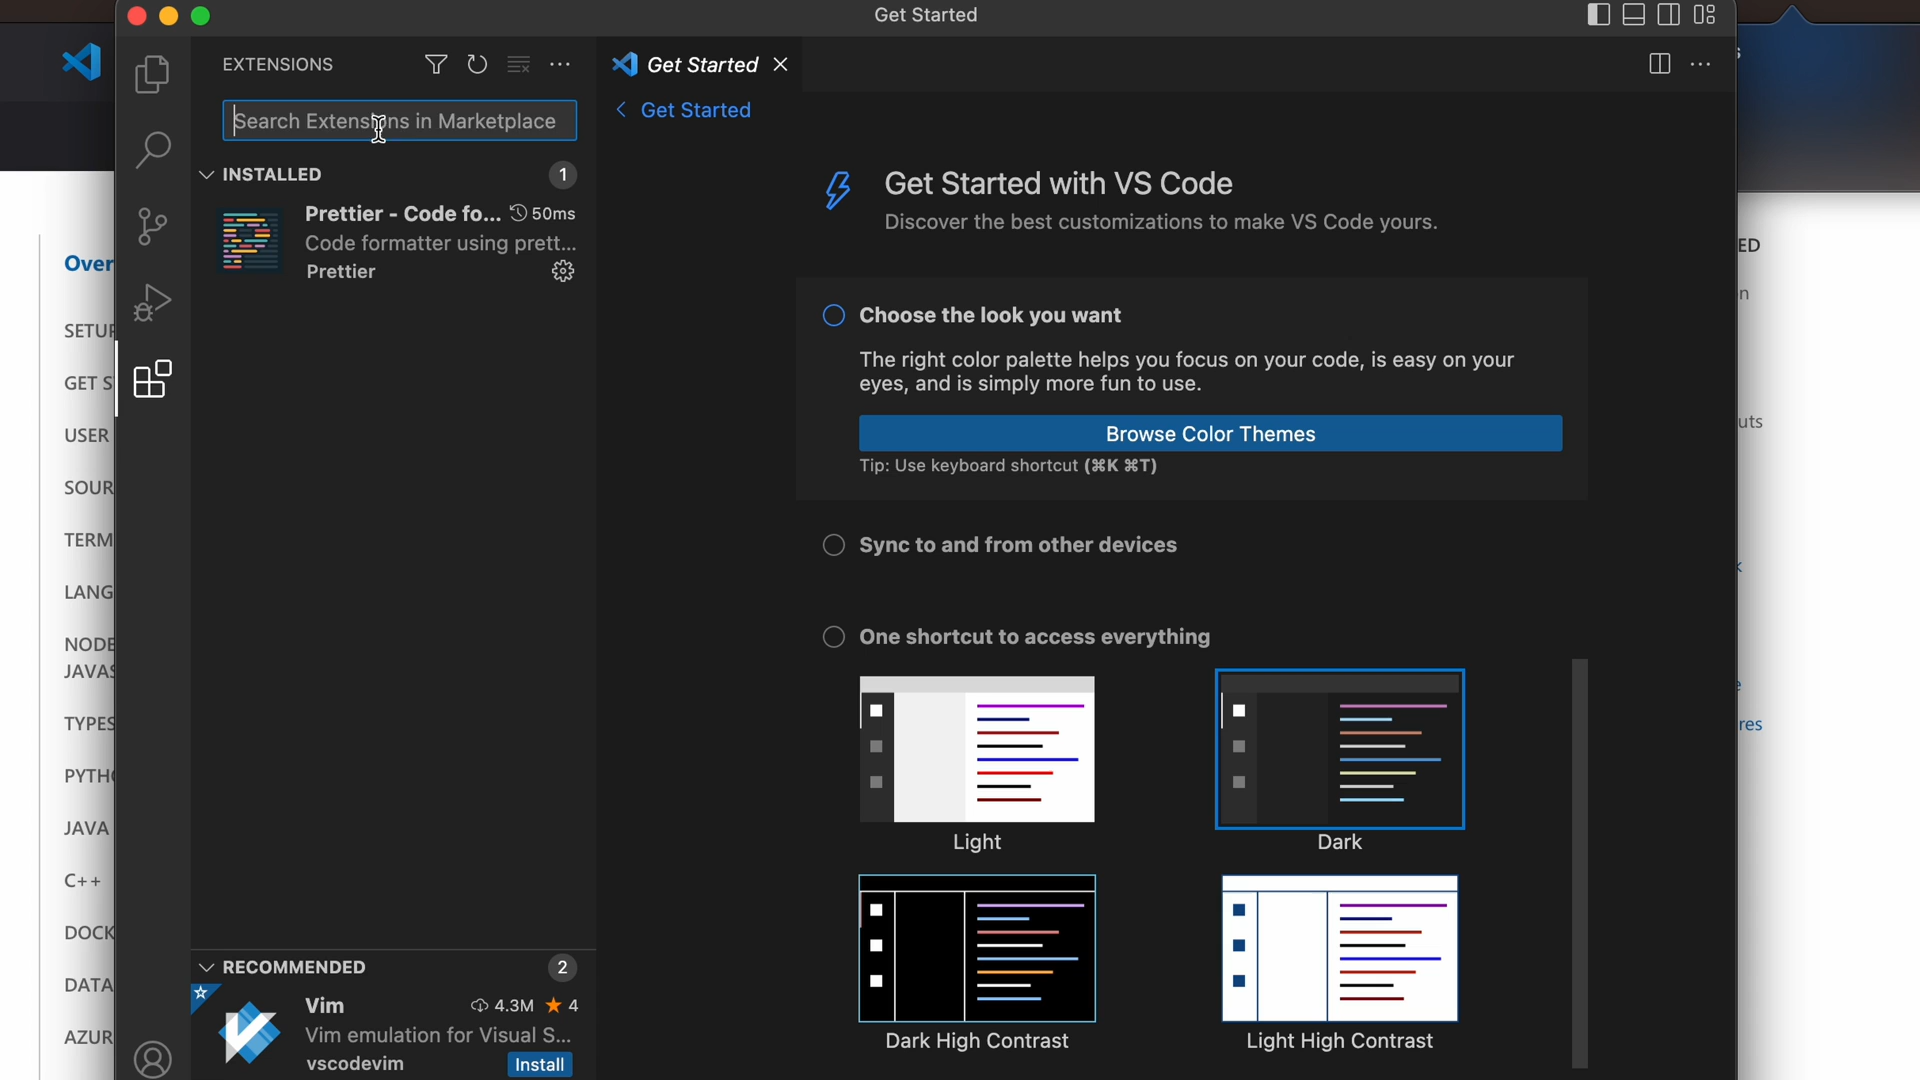 Get Started
EXTENSIONS
Search Extensions in Marketplace
INSTALLED
1
Prettier - Code fo...
50ms
Code formatter using prett...
Prettier
RECOMMENDED
2
Vim
4.3M
4
Vim emulation for Visual S...
vscodevim
Install
Get Started
Get Started
Get Started with VS Code
Discover the best customizations to make VS Code yours.
Choose the look you want
The right color palette helps you focus on your code, is easy on your
eyes, and is simply more fun to use.
Browse Color Themes
Tip: Use keyboard shortcut (⌘K ⌘T)
Sync to and from other devices
One shortcut to access everything
Light
Dark
Dark High Contrast
Light High Contrast
Over
SETUP
GET S
USER
SOUR
TERM
LANG
NODE
JAVAS
TYPES
PYTH
JAVA
C++
DOCK
DATA
AZUR
ED
n
uts
k
e
res